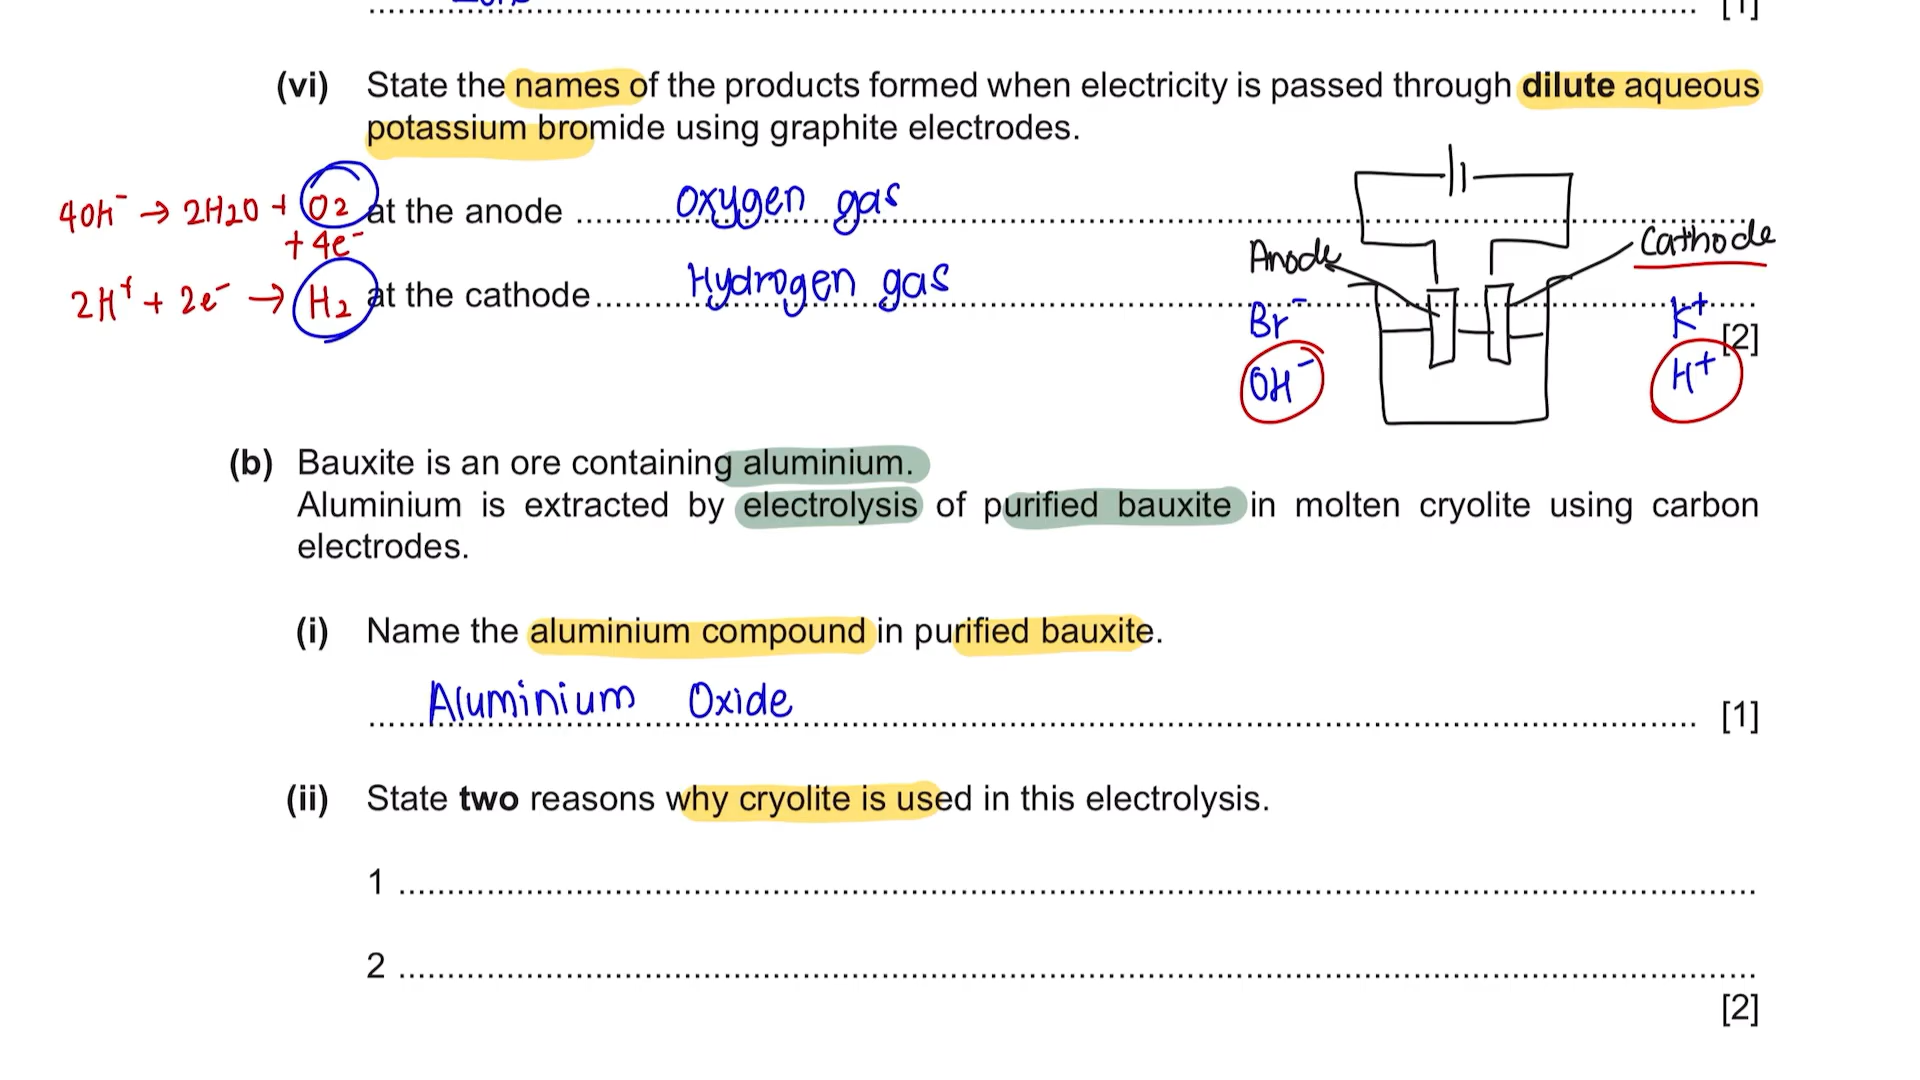 [1]
(vi) State the names of the products formed when electricity is passed through dilute aqueous
potassium bromide using graphite electrodes.
4OH⁻ → 2H2O + O2 at the anode ........ Oxygen gas ........
+ 4e⁻
Anode
Cathode
2H⁺ + 2e⁻ → H2 at the cathode ........ Hydrogen gas ........
Br⁻
K⁺
[2]
OH⁻
H⁺
(b) Bauxite is an ore containing aluminium.
Aluminium is extracted by electrolysis of purified bauxite in molten cryolite using carbon
electrodes.
(i) Name the aluminium compound in purified bauxite.
........ Aluminium Oxide ........ [1]
(ii) State two reasons why cryolite is used in this electrolysis.
1 ........
2 ........
[2]